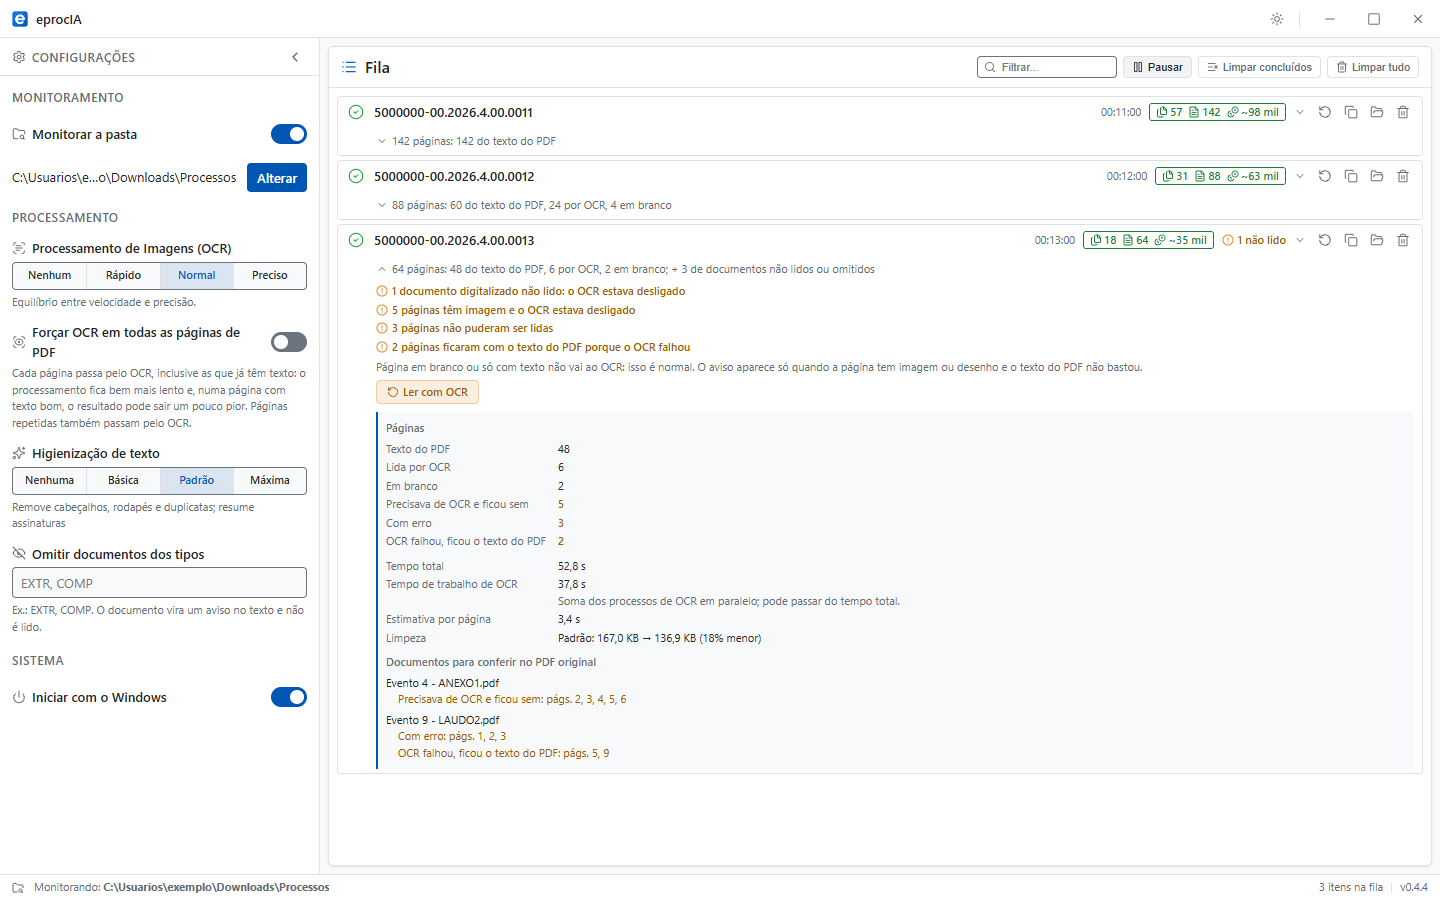 eprocIA
CONFIGURAÇÕES
MONITORAMENTO
Monitorar a pasta
C:\Usuarios\e...o\Downloads\Processos
Alterar
PROCESSAMENTO
Processamento de Imagens (OCR)
Nenhum Rápido Normal Preciso
Equilíbrio entre velocidade e precisão.
Forçar OCR em todas as páginas de
PDF
Cada página passa pelo OCR, inclusive as que já têm texto: o
processamento fica bem mais lento e, numa página com
texto bom, o resultado pode sair um pouco pior. Páginas
repetidas também passam pelo OCR.
Higienização de texto
Nenhuma Básica Padrão Máxima
Remove cabeçalhos, rodapés e duplicatas; resume
assinaturas
Omitir documentos dos tipos
EXTR, COMP
Ex.: EXTR, COMP. O documento vira um aviso no texto e não
é lido.
SISTEMA
Iniciar com o Windows
Fila
Filtrar...
Pausar
Limpar concluídos
Limpar tudo
5000000-00.2026.4.00.0011
00:11:00 57 142 ~98 mil
142 páginas: 142 do texto do PDF
5000000-00.2026.4.00.0012
00:12:00 31 88 ~63 mil
88 páginas: 60 do texto do PDF, 24 por OCR, 4 em branco
5000000-00.2026.4.00.0013
00:13:00 18 64 ~35 mil 1 não lido
64 páginas: 48 do texto do PDF, 6 por OCR, 2 em branco; + 3 de documentos não lidos ou omitidos
1 documento digitalizado não lido: o OCR estava desligado
5 páginas têm imagem e o OCR estava desligado
3 páginas não puderam ser lidas
2 páginas ficaram com o texto do PDF porque o OCR falhou
Página em branco ou só com texto não vai ao OCR: isso é normal. O aviso aparece só quando a página tem imagem ou desenho e o texto do PDF não bastou.
Ler com OCR
Páginas
Texto do PDF 48
Lida por OCR 6
Em branco 2
Precisava de OCR e ficou sem 5
Com erro 3
OCR falhou, ficou o texto do PDF 2
Tempo total 52,8 s
Tempo de trabalho de OCR 37,8 s
Soma dos processos de OCR em paralelo; pode passar do tempo total.
Estimativa por página 3,4 s
Limpeza Padrão: 167,0 KB → 136,9 KB (18% menor)
Documentos para conferir no PDF original
Evento 4 - ANEXO1.pdf
Precisava de OCR e ficou sem: págs. 2, 3, 4, 5, 6
Evento 9 - LAUDO2.pdf
Com erro: págs. 1, 2, 3
OCR falhou, ficou o texto do PDF: págs. 5, 9
Monitorando: C:\Usuarios\exemplo\Downloads\Processos
3 itens na fila
v0.4.4